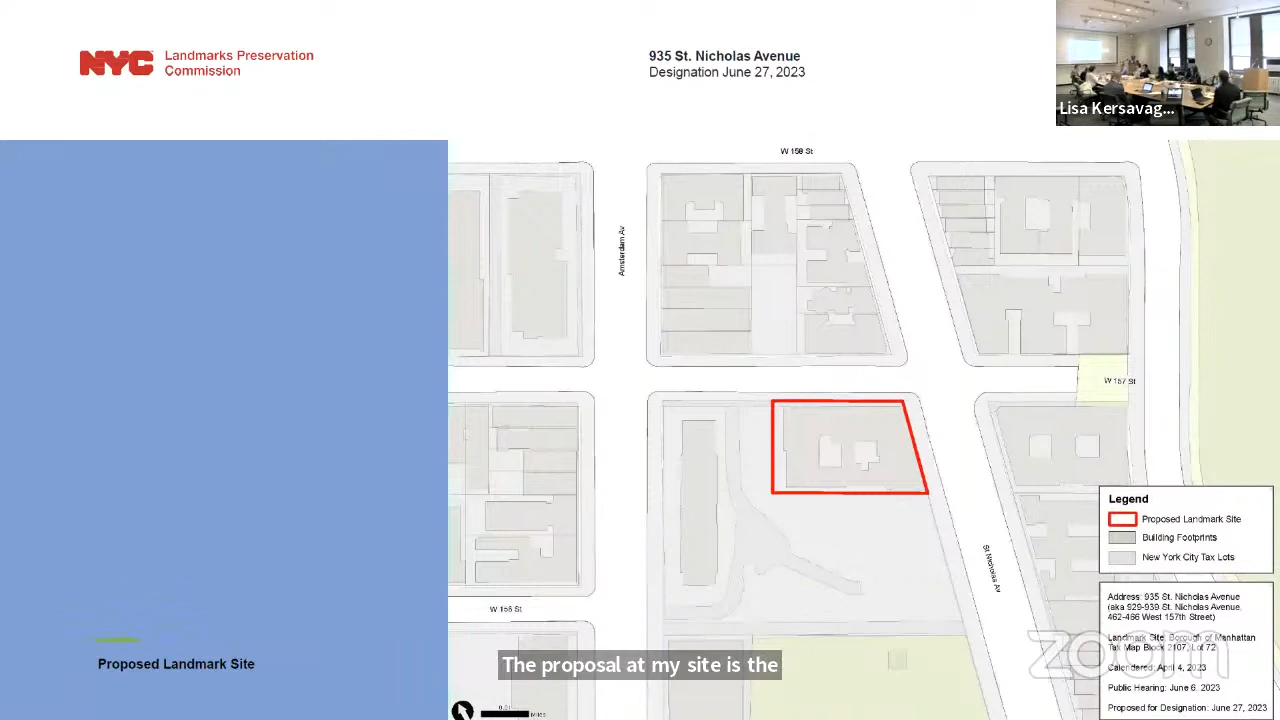 NYC Landmarks Preservation
Commission
935 St. Nicholas Avenue
Designation June 27, 2023
Lisa Kersavag...
W 158 St
Amsterdam Av
W 157 St
St Nicholas Av
W 156 St
Legend
Proposed Landmark Site
Building Footprints
New York City Tax Lots
Address: 935 St. Nicholas Avenue
(aka 929-939 St. Nicholas Avenue,
462-466 West 157th Street)
Landmark Site: Borough of Manhattan
Tax Map Block 2107, Lot 72
Calendared: April 4, 2023
Public Hearing: June 6, 2023
Proposed for Designation: June 27, 2023
zoom
Proposed Landmark Site
The proposal at my site is the
0.01
Miles